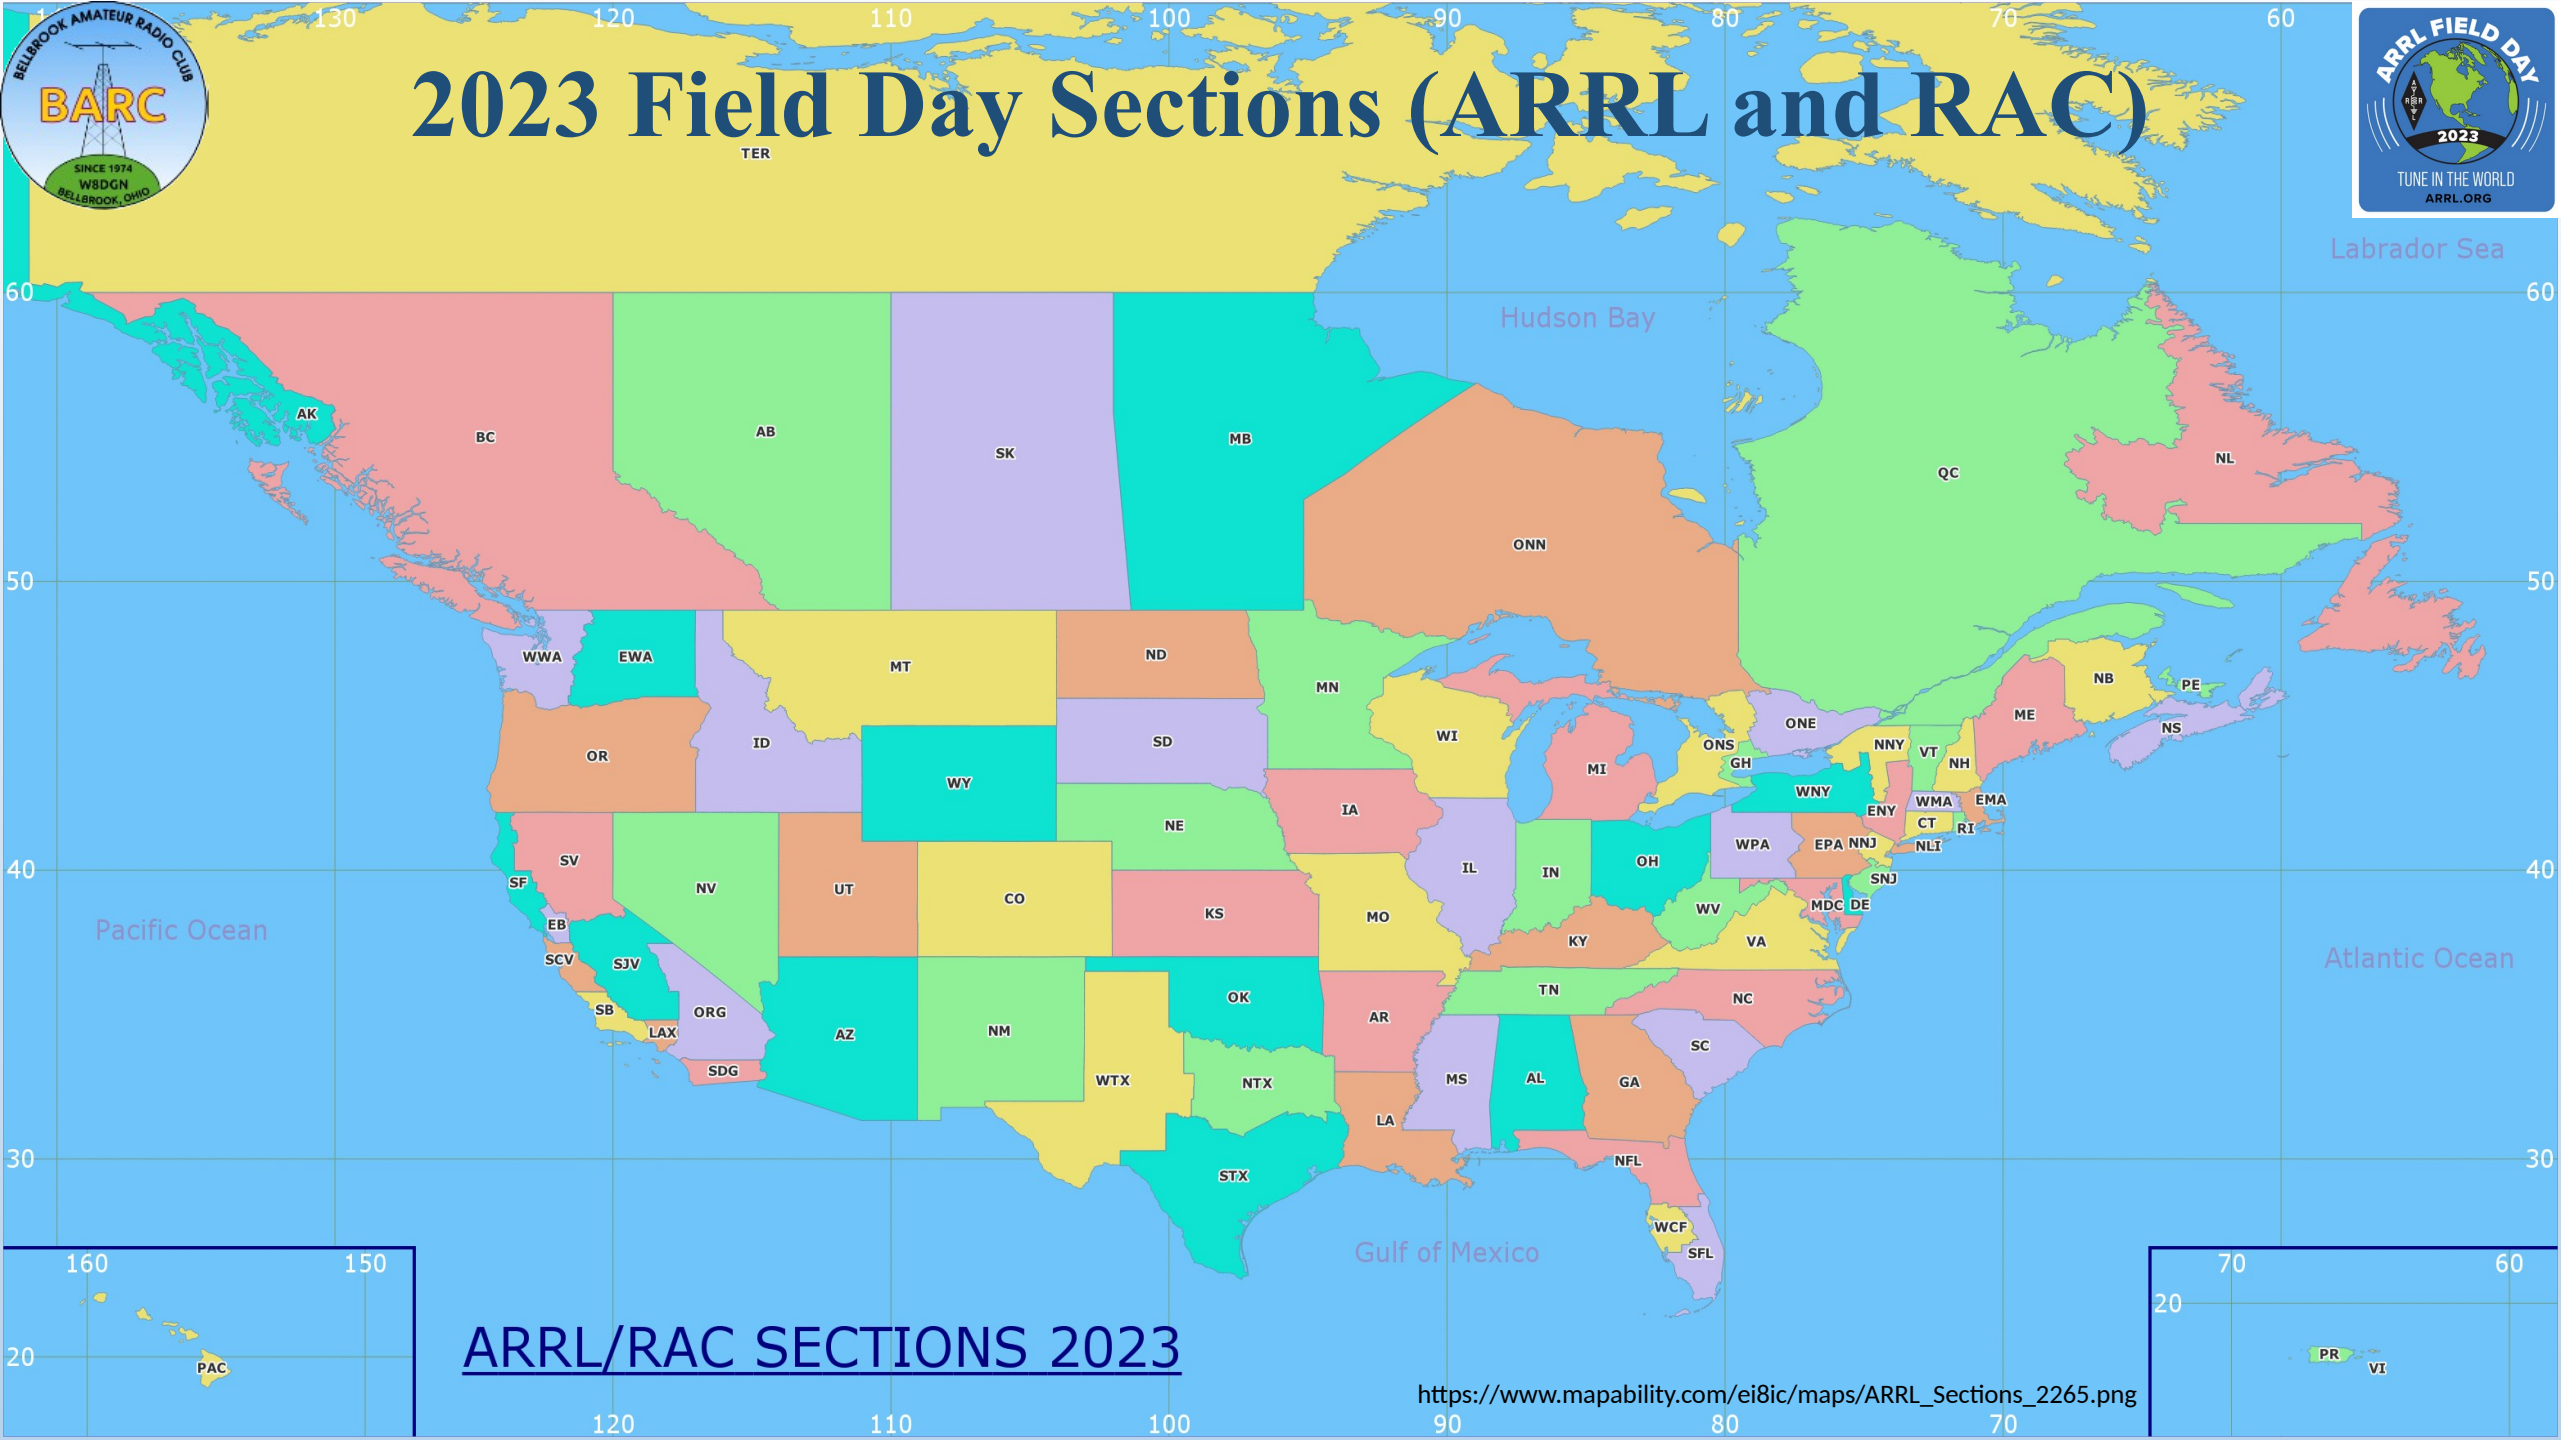 130 120 110 100 90 80 70 60
BELLBROOK AMATEUR RADIO CLUB
BARC
SINCE 1974
W8DGN
BELLBROOK, OHIO
2023 Field Day Sections (ARRL and RAC)
ARRL FIELD DAY
A
R R
L
2023
TUNE IN THE WORLD
ARRL.ORG
TER
Labrador Sea
60 60
Hudson Bay
AK BC AB SK MB QC NL
ONN
50 50
WWA EWA MT ND MN NB PE
OR ID WY SD WI MI ONS ONE GH NNY VT NH ME NS
NE IA WNY ENY WMA EMA
SV IL IN OH WPA EPA NNJ CT RI NLI
40 40
SF NV UT CO KS MO WV SNJ
EB KY VA MDC DE
Pacific Ocean
Atlantic Ocean
SCV SJV OK TN NC
SB ORG AZ NM AR
LAX SC
SDG WTX NTX MS AL GA
LA
30 30
STX NFL
WCF
SFL
Gulf of Mexico
160 150
20
PAC
ARRL/RAC SECTIONS 2023
https://www.mapability.com/ei8ic/maps/ARRL_Sections_2265.png
70 60
20
PR VI
120 110 100 90 80 70